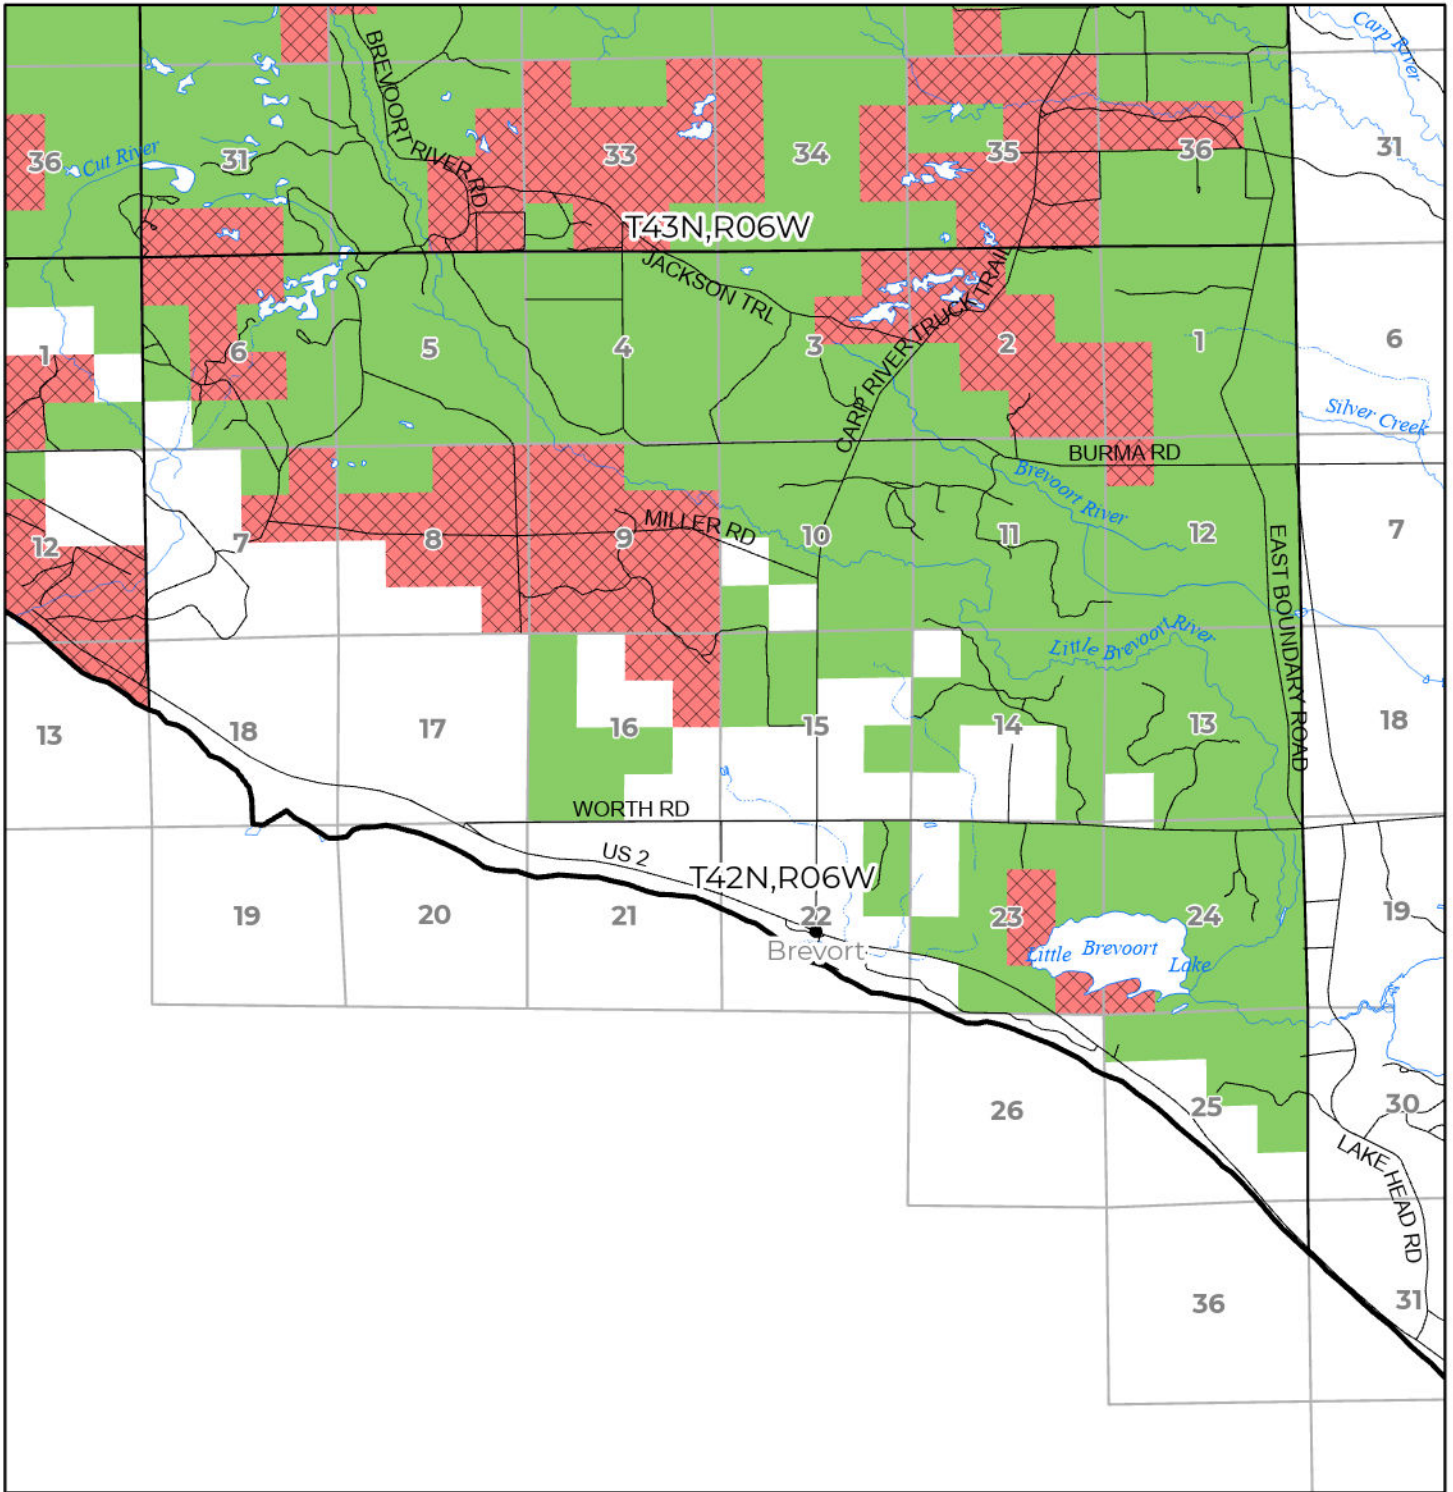 Carp River
BREVOORT RIVER RD
36
Cut River
31
33
34
35
36
31
T43N,R06W
JACKSON TRL
CARP RIVER TRUCK TRAIL
1
6
5
4
3
2
1
6
Silver Creek
BURMA RD
Brevoort River
12
7
8
9
MILLER RD
10
11
12
7
EAST BOUNDARY ROAD
Little Brevoort River
13
18
17
16
15
14
13
18
WORTH RD
US 2
T42N,R06W
19
20
21
22
23
24
19
Brevort
Little Brevoort Lake
26
25
30
LAKE HEAD RD
36
31